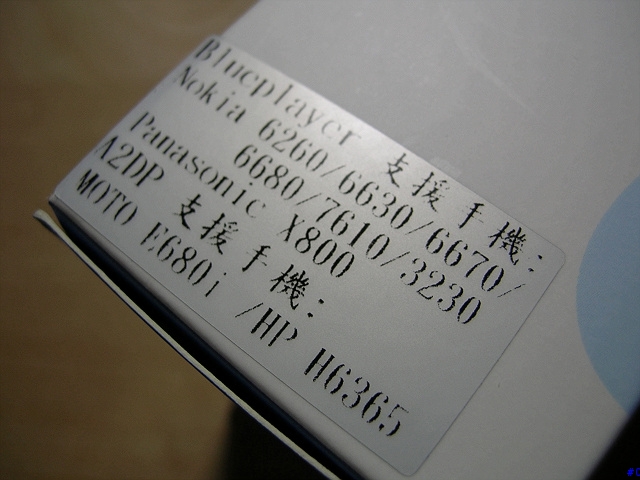 Blueplayer 支援手機:
Nokia 6260/6630/6670/
6680/7610/3230
Panasonic X800
A2DP 支援手機:
MOTO E680i /HP H6365